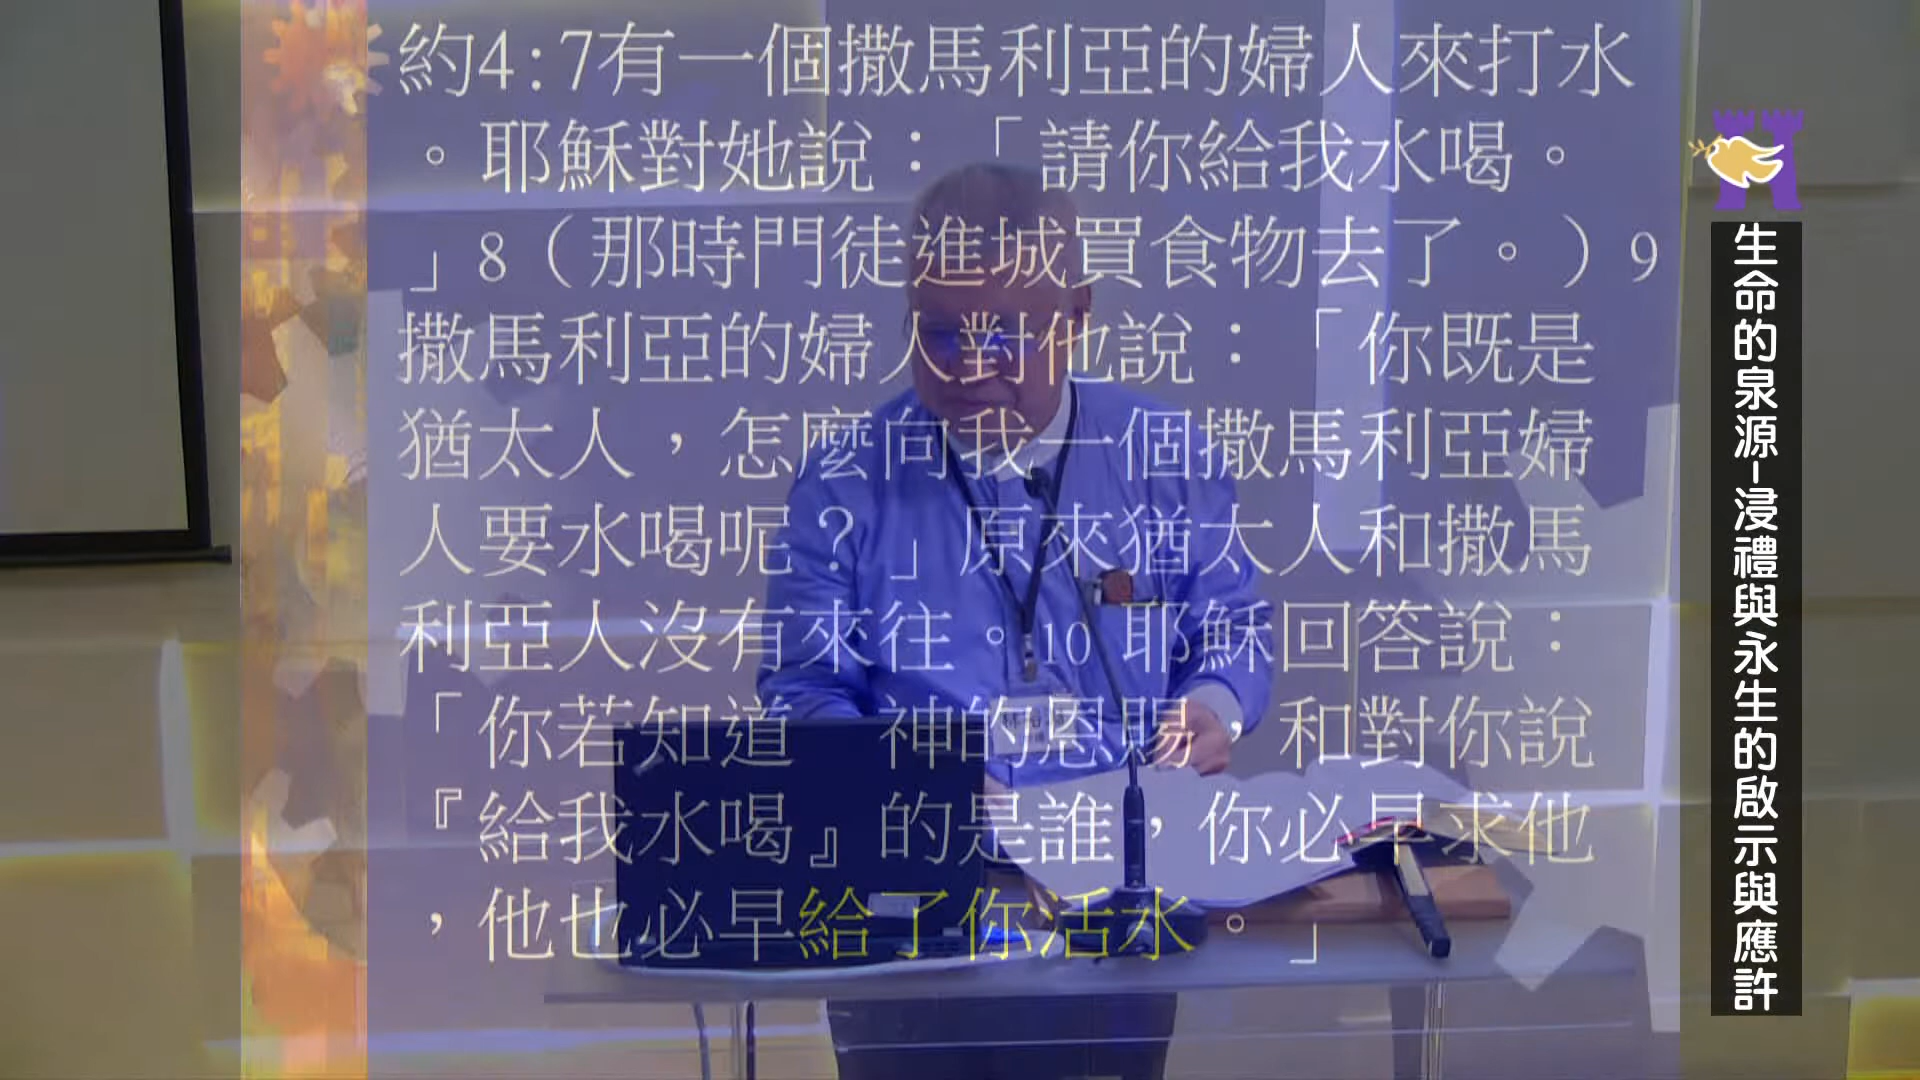 約4:7有一個撒馬利亞的婦人來打水
。耶穌對她說：「請你給我水喝。
」8（那時門徒進城買食物去了。）9
撒馬利亞的婦人對他說：「你既是
猶太人，怎麼向我一個撒馬利亞婦
人要水喝呢？」原來猶太人和撒馬
利亞人沒有來往。10 耶穌回答說：
「你若知道　神的恩賜，和對你說
『給我水喝』的是誰，你必早求他
，他也必早給了你活水。」
生命的泉源-浸禮與永生的啟示與應許